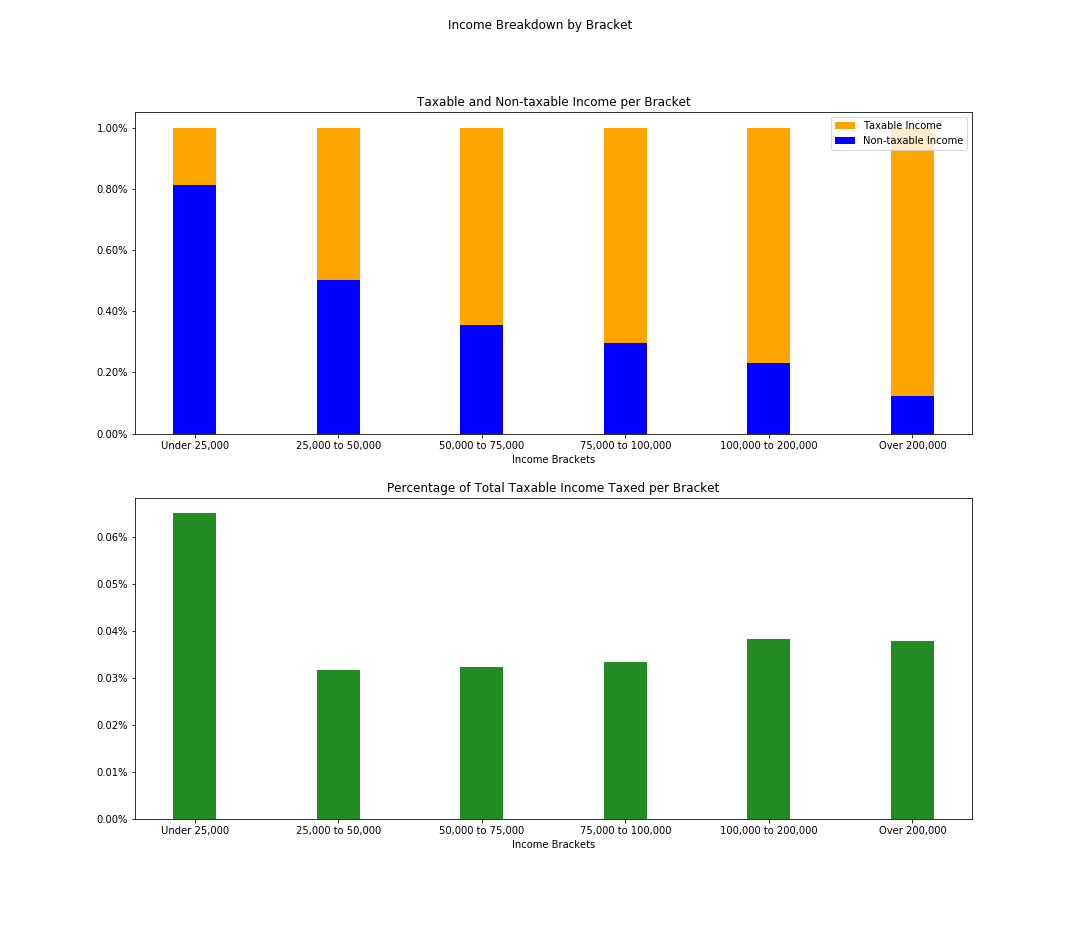 Income Breakdown by Bracket
Taxable and Non-taxable Income per Bracket
1.00%
0.80%
0.60%
0.40%
0.20%
0.00%
Taxable Income
Non-taxable Income
Under 25,000 25,000 to 50,000 50,000 to 75,000 75,000 to 100,000 100,000 to 200,000 Over 200,000
Income Brackets
Percentage of Total Taxable Income Taxed per Bracket
0.06%
0.05%
0.04%
0.03%
0.02%
0.01%
0.00%
Under 25,000 25,000 to 50,000 50,000 to 75,000 75,000 to 100,000 100,000 to 200,000 Over 200,000
Income Brackets